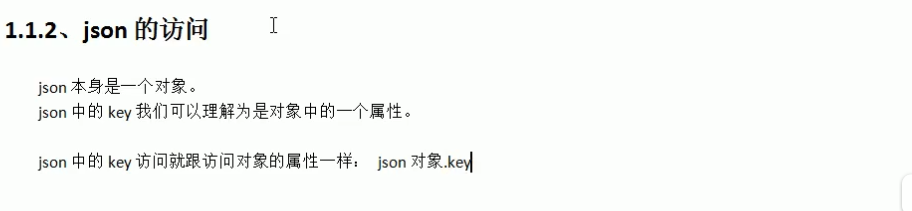 1.1.2、json 的访问
json 本身是一个对象。
json 中的 key 我们可以理解为是对象中的一个属性。
json 中的 key 访问就跟访问对象的属性一样： json 对象.key